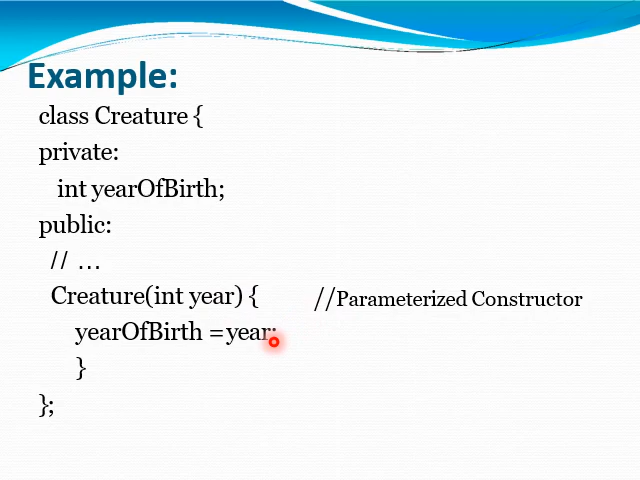 Example:
class Creature {
private:
int yearOfBirth;
public:
// …
Creature(int year) { //Parameterized Constructor
yearOfBirth =year;
}
};